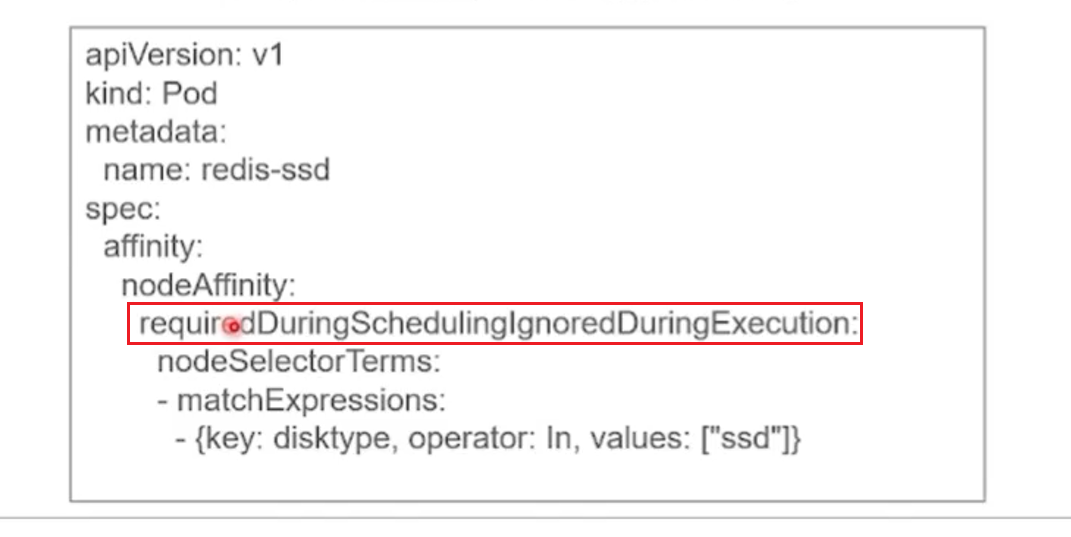 apiVersion: v1
kind: Pod
metadata:
name: redis-ssd
spec:
affinity:
nodeAffinity:
requiredDuringSchedulingIgnoredDuringExecution:
nodeSelectorTerms:
- matchExpressions:
- {key: disktype, operator: In, values: ["ssd"]}